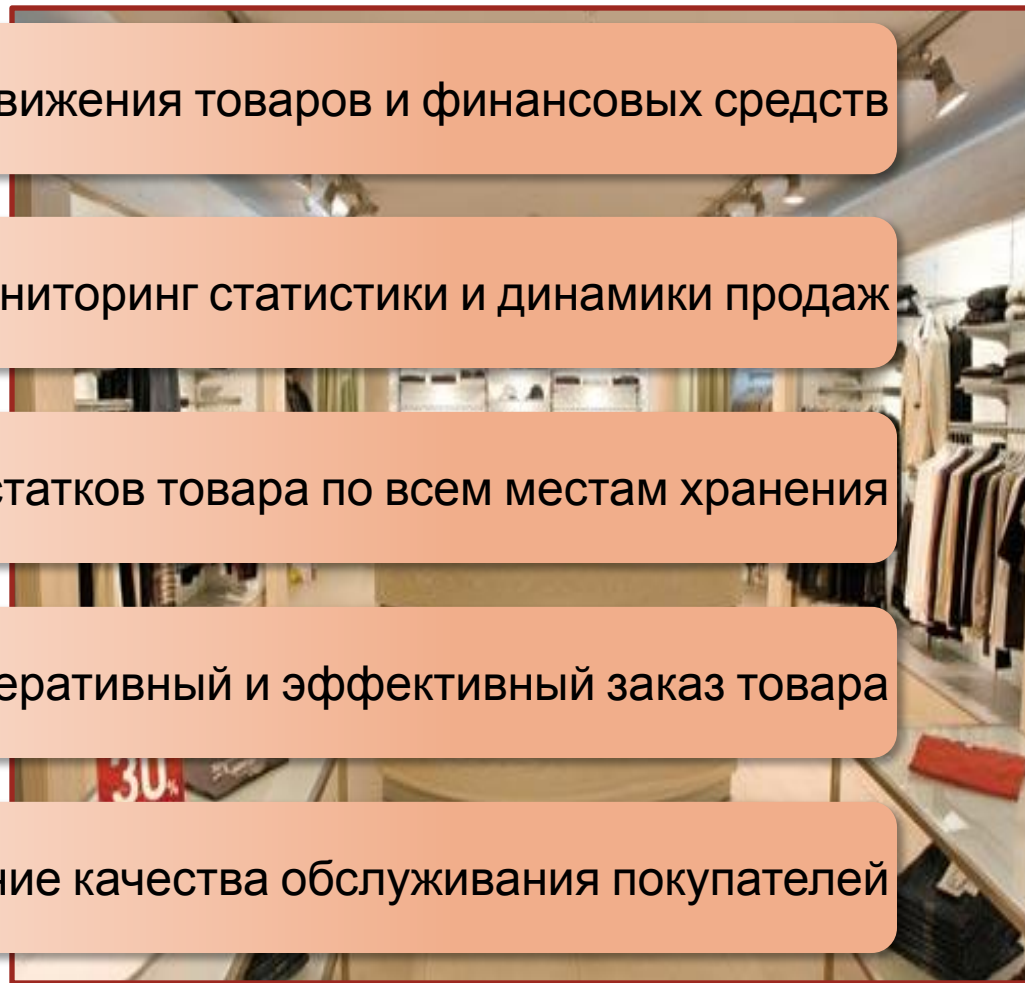 вижения товаров и финансовых средств
ниторинг статистики и динамики продаж
статков товара по всем местам хранения
еративный и эффективный заказ товара
30%
ние качества обслуживания покупателей